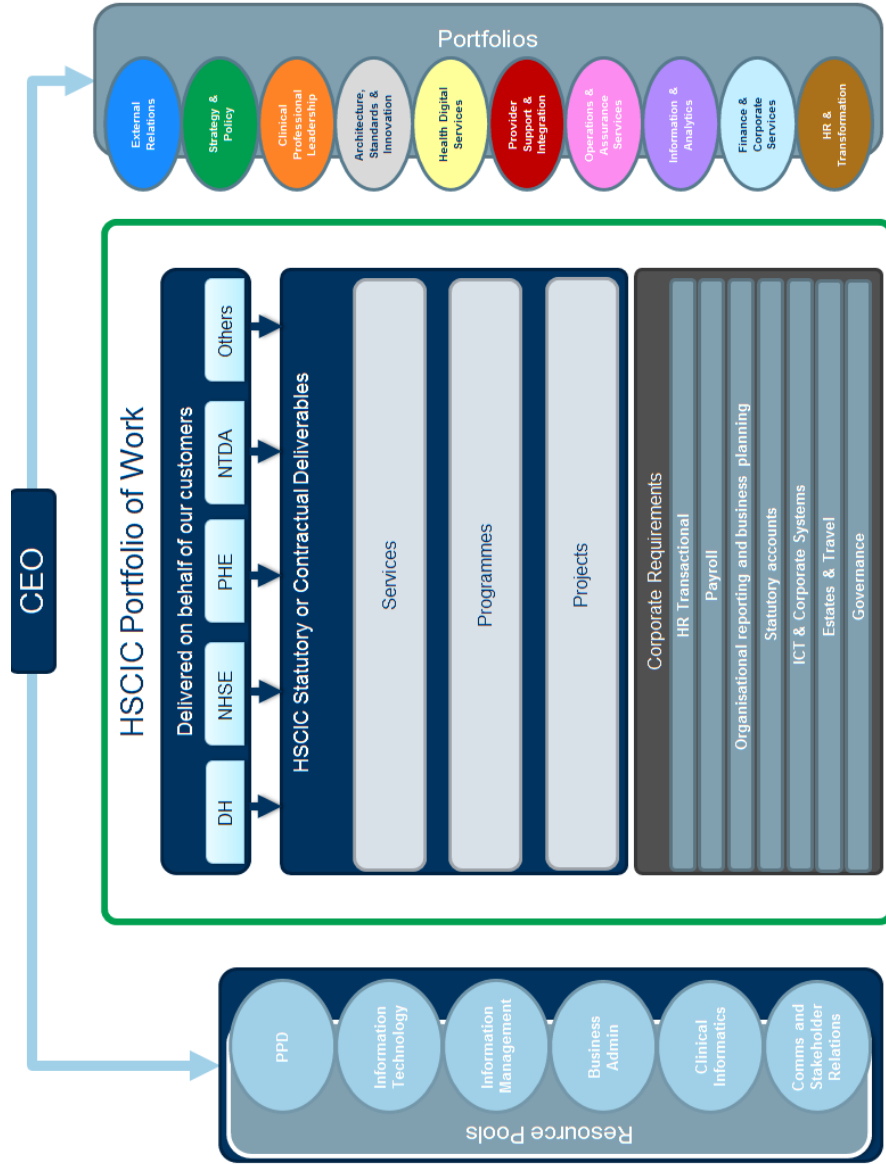 CEO
Resource Pools
PPD
Information
Technology
Information
Management
Business
Admin
Clinical
Informatics
Comms and
Stakeholder
Relations
HSCIC Portfolio of Work
Delivered on behalf of our customers
DH
NHSE
PHE
NTDA
Others
HSCIC Statutory or Contractual Deliverables
Services
Programmes
Projects
Corporate Requirements
HR Transactional
Payroll
Organisational reporting and business planning
Statutory accounts
ICT & Corporate Systems
Estates & Travel
Governance
Portfolios
External
Relations
Strategy &
Policy
Clinical
Professional
Leadership
Architecture,
Standards &
Innovation
Health Digital
Services
Provider
Support &
Integration
Operations &
Assurance
Services
Information &
Analytics
Finance &
Corporate
Services
HR &
Transformation